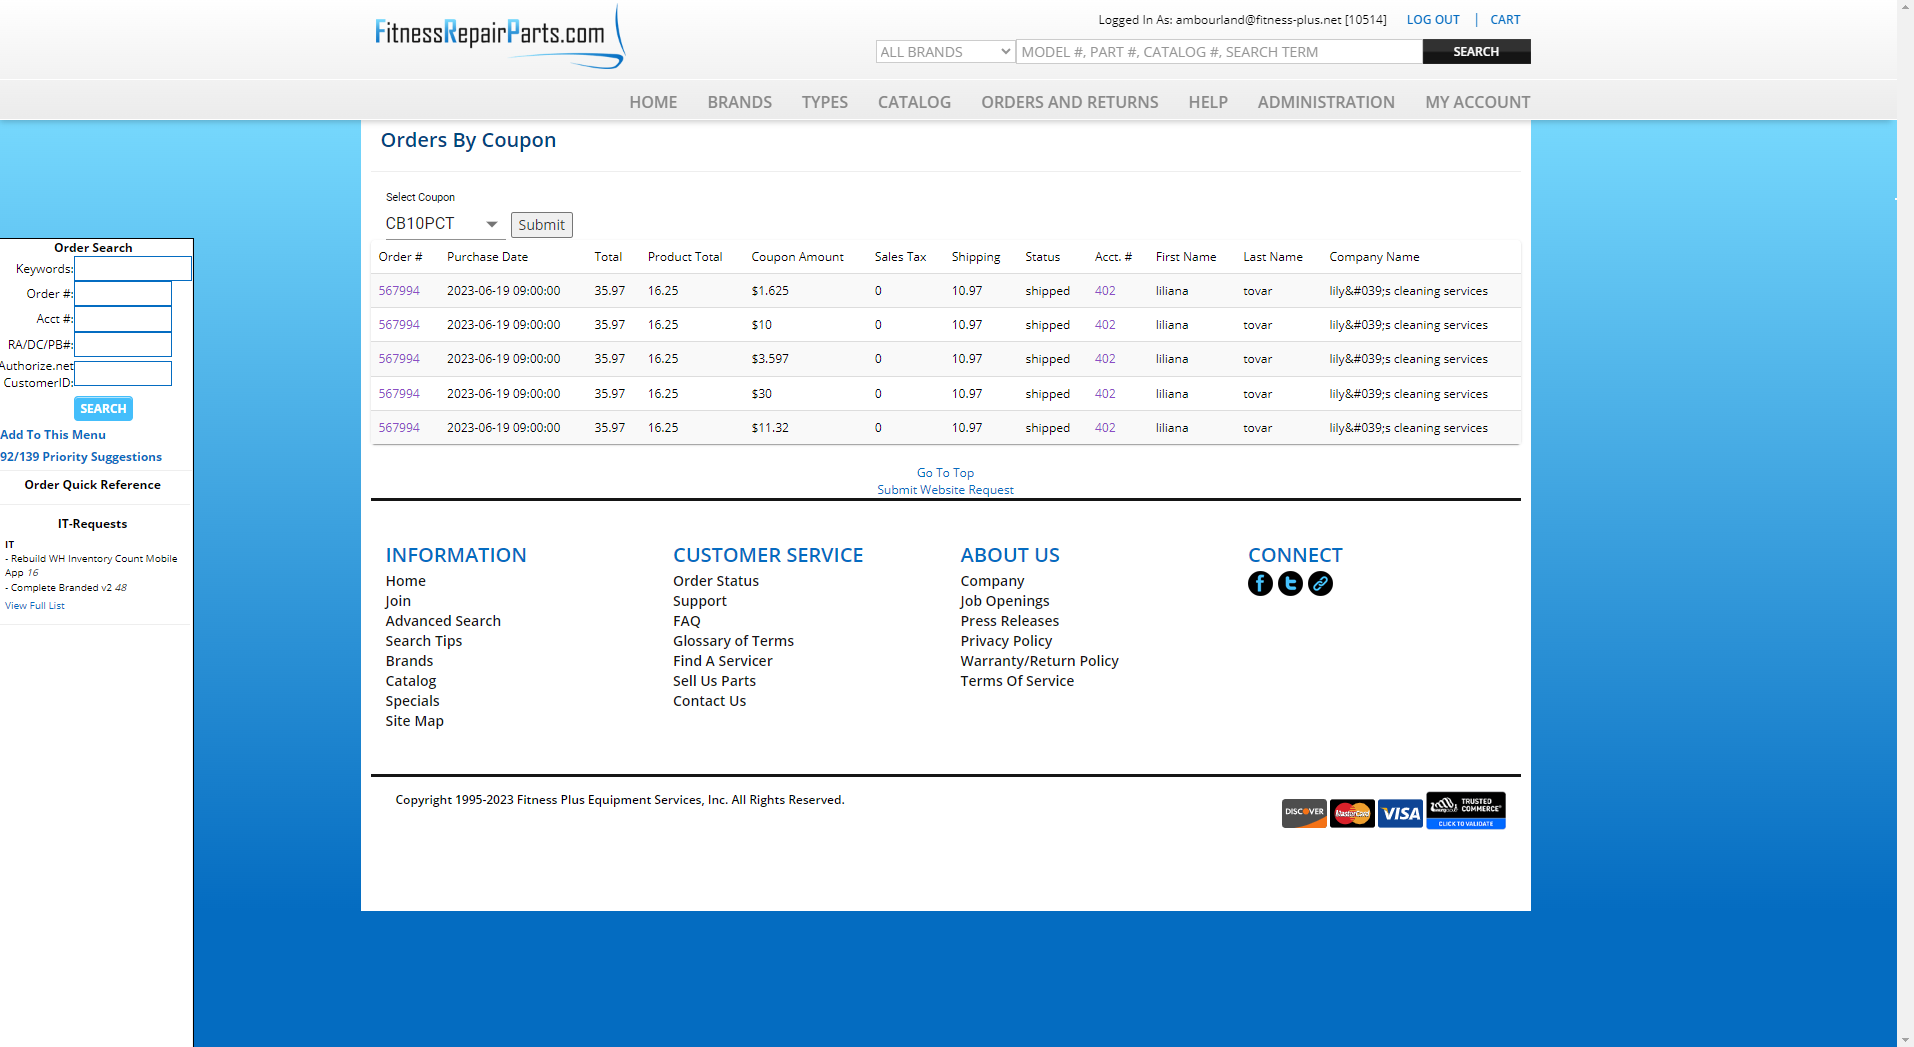 FitnessRepairParts.com
Logged In As: ambourland@fitness-plus.net [10514] LOG OUT | CART
ALL BRANDS MODEL #, PART #, CATALOG #, SEARCH TERM SEARCH
HOME BRANDS TYPES CATALOG ORDERS AND RETURNS HELP ADMINISTRATION MY ACCOUNT
Orders By Coupon
Select Coupon
CB10PCT Submit
Order # Purchase Date Total Product Total Coupon Amount Sales Tax Shipping Status Acct. # First Name Last Name Company Name
567994 2023-06-19 09:00:00 35.97 16.25 $1.625 0 10.97 shipped 402 liliana tovar lily&#039;s cleaning services
567994 2023-06-19 09:00:00 35.97 16.25 $10 0 10.97 shipped 402 liliana tovar lily&#039;s cleaning services
567994 2023-06-19 09:00:00 35.97 16.25 $3.597 0 10.97 shipped 402 liliana tovar lily&#039;s cleaning services
567994 2023-06-19 09:00:00 35.97 16.25 $30 0 10.97 shipped 402 liliana tovar lily&#039;s cleaning services
567994 2023-06-19 09:00:00 35.97 16.25 $11.32 0 10.97 shipped 402 liliana tovar lily&#039;s cleaning services
Go To Top
Submit Website Request
Order Search
Keywords:
Order #:
Acct #:
RA/DC/PB#:
Authorize.net
CustomerID:
SEARCH
Add To This Menu
92/139 Priority Suggestions
Order Quick Reference
IT-Requests
IT
- Rebuild WH Inventory Count Mobile
App 16
- Complete Branded v2 48
View Full List
INFORMATION
Home
Join
Advanced Search
Search Tips
Brands
Catalog
Specials
Site Map
CUSTOMER SERVICE
Order Status
Support
FAQ
Glossary of Terms
Find A Servicer
Sell Us Parts
Contact Us
ABOUT US
Company
Job Openings
Press Releases
Privacy Policy
Warranty/Return Policy
Terms Of Service
CONNECT
Copyright 1995-2023 Fitness Plus Equipment Services, Inc. All Rights Reserved.
DISCOVER MasterCard VISA
TRUSTED
COMMERCE
CLICK TO VALIDATE